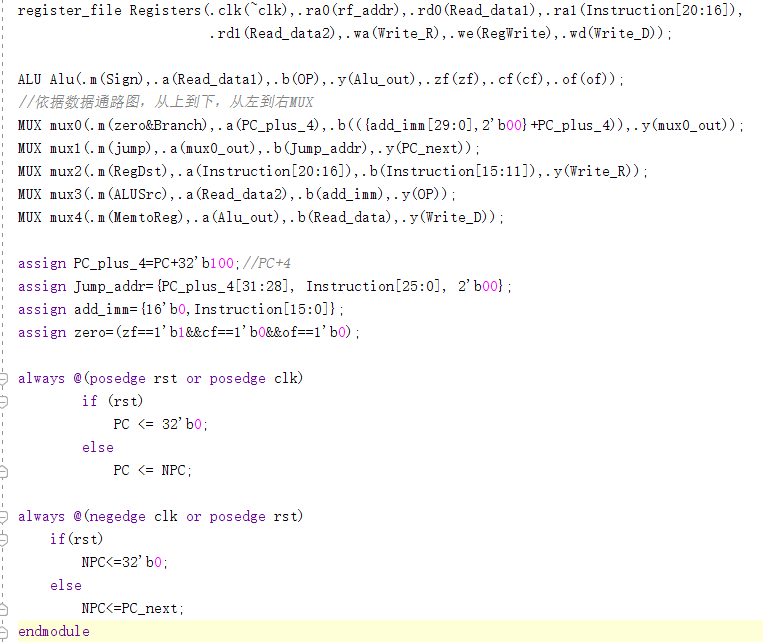 register_file Registers(.clk(~clk),.ra0(rf_addr),.rd0(Read_data1),.ra1(Instruction[20:16]),
.rd1(Read_data2),.wa(Write_R),.we(RegWrite),.wd(Write_D));
ALU Alu(.m(Sign),.a(Read_data1),.b(OP),.y(Alu_out),.zf(zf),.cf(cf),.of(of));
//依据数据通路图，从上到下，从左到右MUX
MUX mux0(.m(zero&Branch),.a(PC_plus_4),.b(({add_imm[29:0],2'b00}+PC_plus_4)),.y(mux0_out));
MUX mux1(.m(jump),.a(mux0_out),.b(Jump_addr),.y(PC_next));
MUX mux2(.m(RegDst),.a(Instruction[20:16]),.b(Instruction[15:11]),.y(Write_R));
MUX mux3(.m(ALUSrc),.a(Read_data2),.b(add_imm),.y(OP));
MUX mux4(.m(MemtoReg),.a(Alu_out),.b(Read_data),.y(Write_D));
assign PC_plus_4=PC+32'b100;//PC+4
assign Jump_addr={PC_plus_4[31:28], Instruction[25:0], 2'b00};
assign add_imm={16'b0,Instruction[15:0]};
assign zero=(zf==1'b1&&cf==1'b0&&of==1'b0);
always @(posedge rst or posedge clk)
if (rst)
PC <= 32'b0;
else
PC <= NPC;
always @(negedge clk or posedge rst)
if(rst)
NPC<=32'b0;
else
NPC<=PC_next;
endmodule